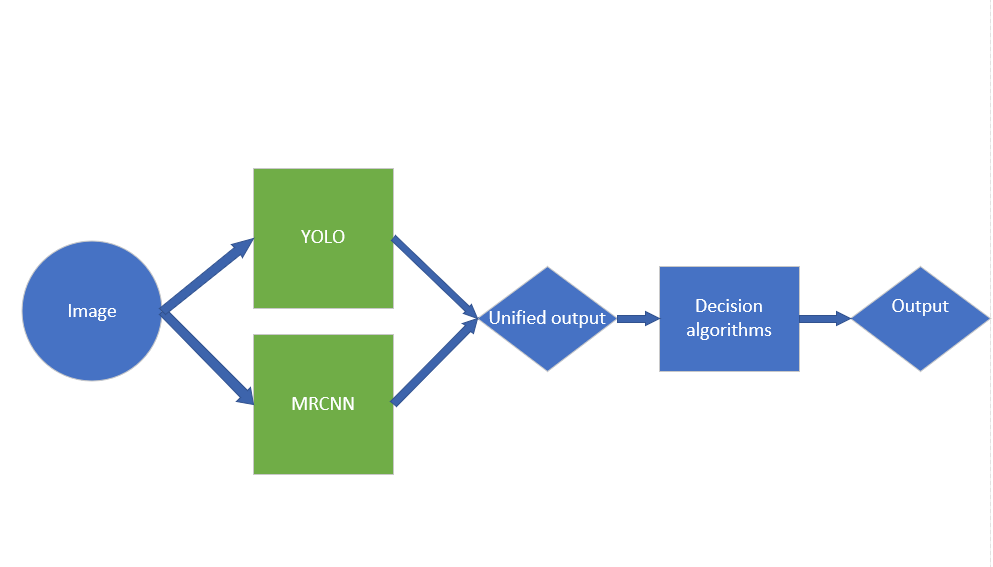 Image
YOLO
MRCNN
Unified output
Decision
algorithms
Output